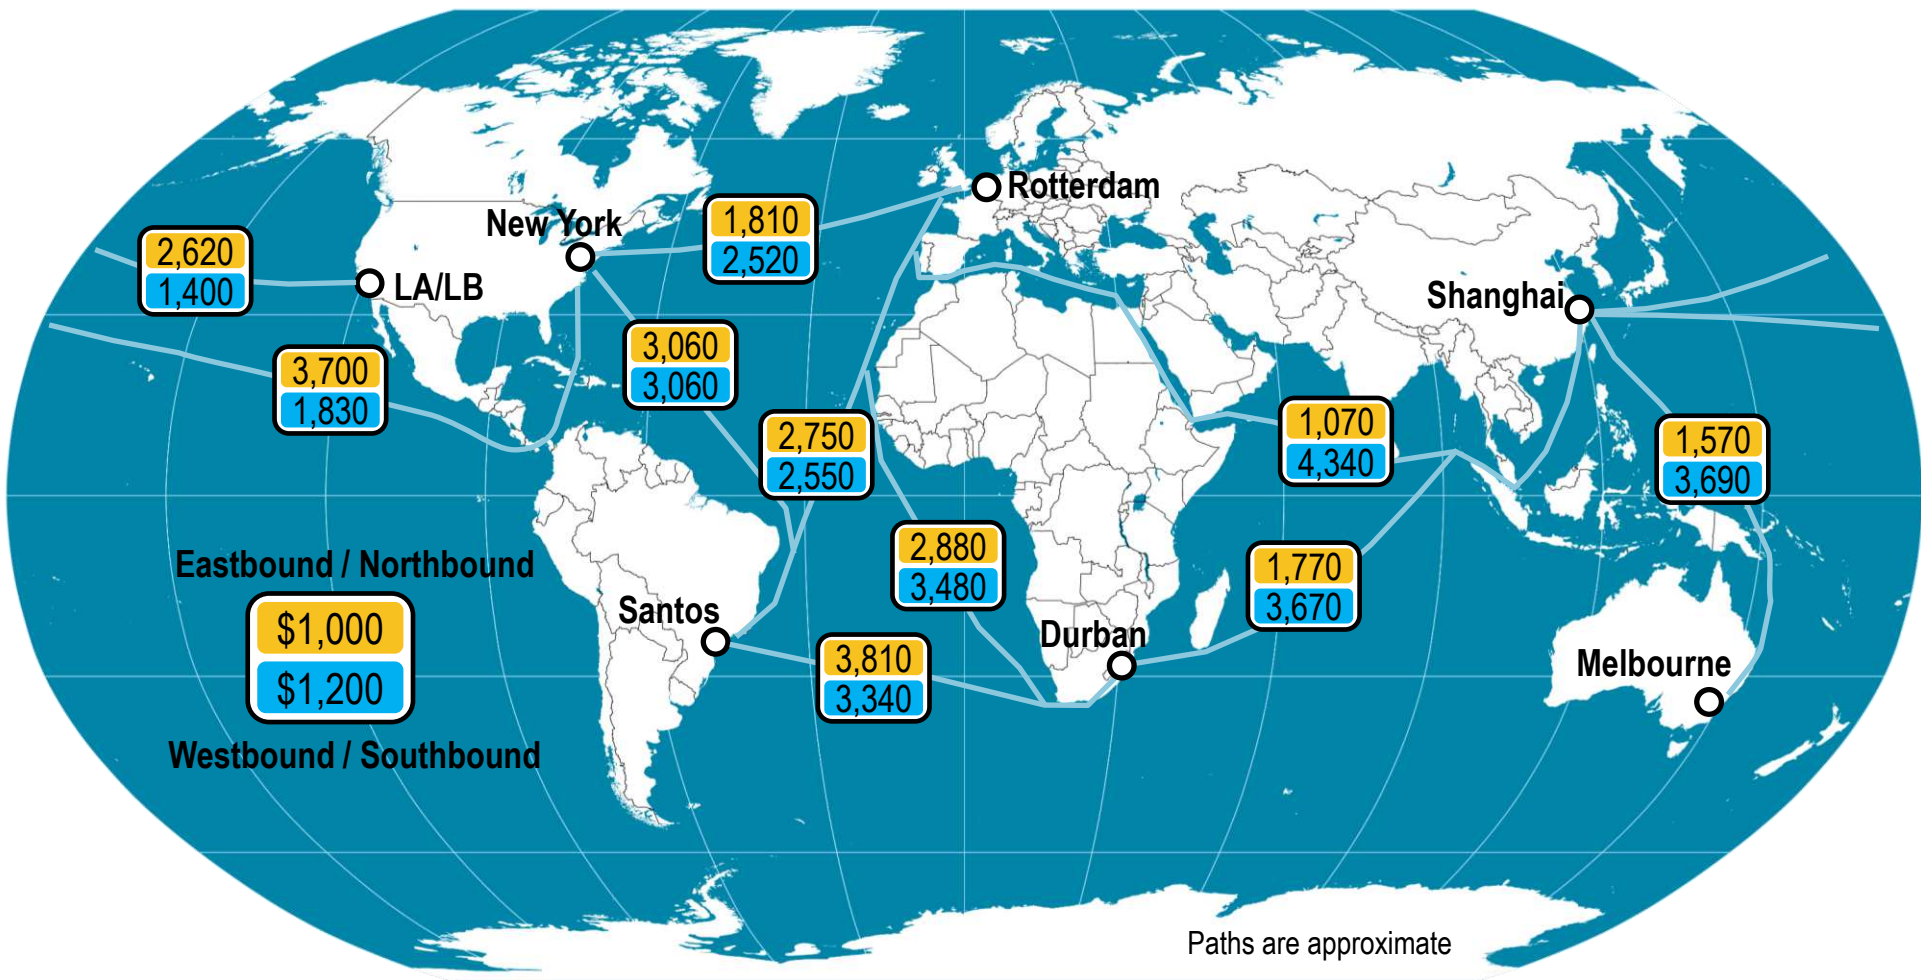 Rotterdam
New York
1,810
2,520
2,620
1,400
LA/LB
Shanghai
3,060
3,060
3,700
1,830
2,750
2,550
1,070
4,340
1,570
3,690
2,880
3,480
1,770
3,670
Eastbound / Northbound
$1,000
$1,200
Westbound / Southbound
Santos
Durban
3,810
3,340
Melbourne
Paths are approximate